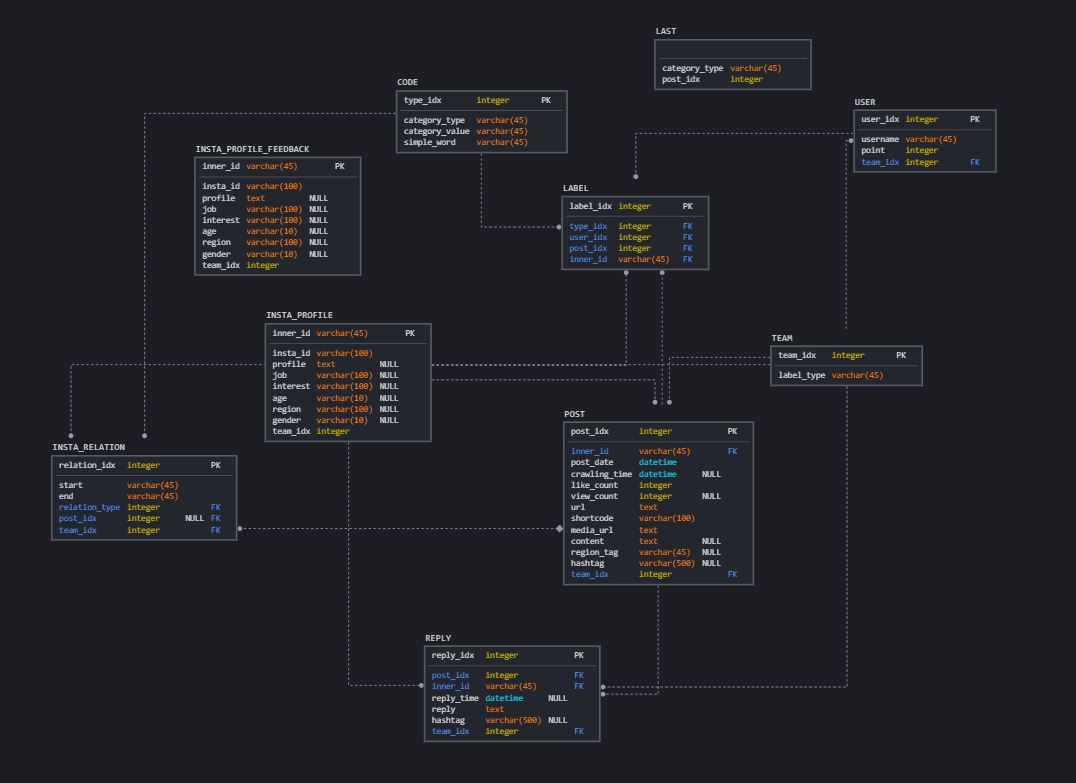 LAST
category_type varchar(45)
post_idx integer
CODE
type_idx integer PK
category_type varchar(45)
category_value varchar(45)
simple_word varchar(45)
USER
user_idx integer PK
username varchar(45)
point integer
team_idx integer FK
INSTA_PROFILE_FEEDBACK
inner_id varchar(45) PK
insta_id varchar(100)
profile text NULL
job varchar(100) NULL
interest varchar(100) NULL
age varchar(10) NULL
region varchar(100) NULL
gender varchar(10) NULL
team_idx integer
LABEL
label_idx integer PK
type_idx integer FK
user_idx integer FK
post_idx integer FK
inner_id varchar(45) FK
INSTA_PROFILE
inner_id varchar(45) PK
insta_id varchar(100)
profile text NULL
job varchar(100) NULL
interest varchar(100) NULL
age varchar(10) NULL
region varchar(100) NULL
gender varchar(10) NULL
team_idx integer
TEAM
team_idx integer PK
label_type varchar(45)
POST
post_idx integer PK
inner_id varchar(45) FK
post_date datetime
crawling_time datetime NULL
like_count integer
view_count integer NULL
url text
shortcode varchar(100)
media_url text
content text NULL
region_tag varchar(45) NULL
hashtag varchar(500) NULL
team_idx integer FK
INSTA_RELATION
relation_idx integer PK
start varchar(45)
end varchar(45)
relation_type integer FK
post_idx integer NULL FK
team_idx integer FK
REPLY
reply_idx integer PK
post_idx integer FK
inner_id varchar(45) FK
reply_time datetime NULL
reply text
hashtag varchar(500) NULL
team_idx integer FK